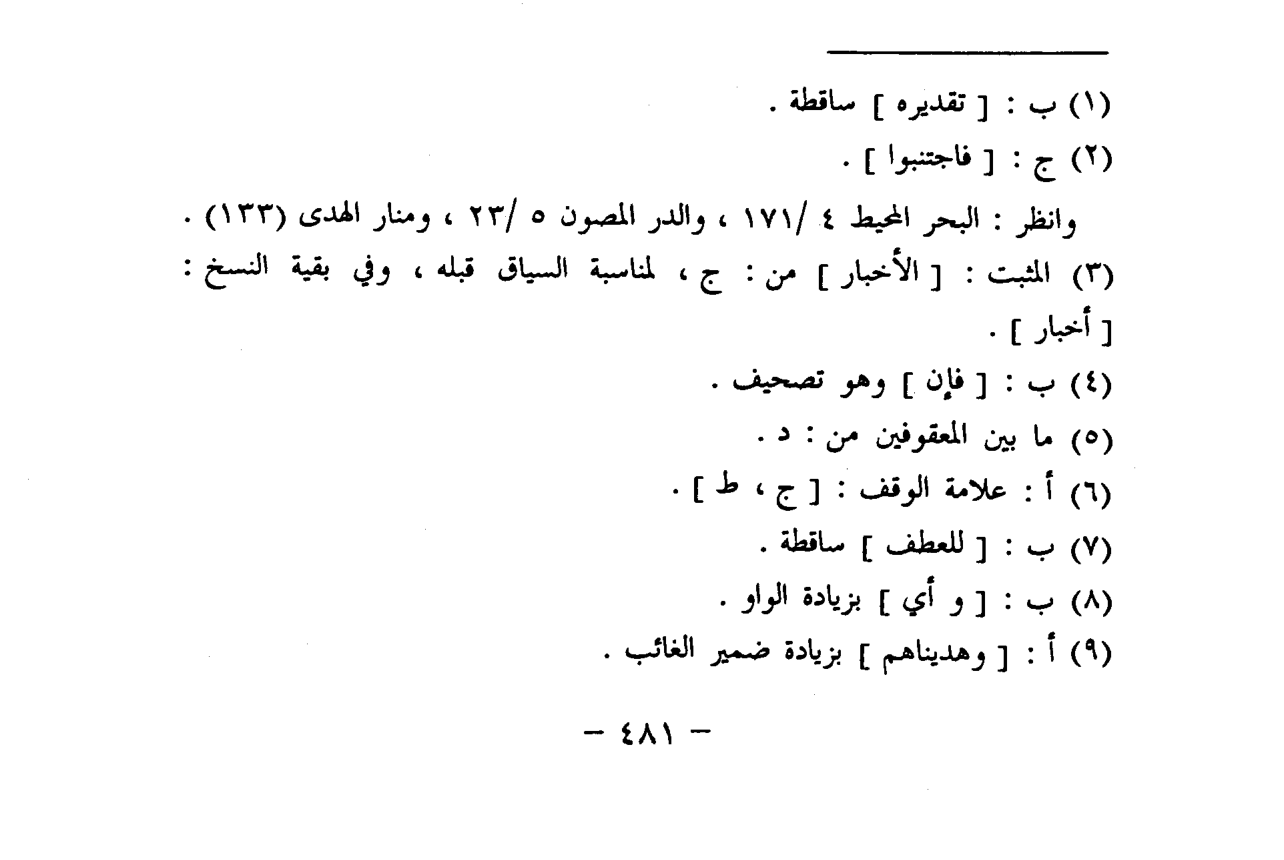 (١) ب : [ تقديره ] ساقطة .
(٢) ج : [ فاجتنبوا ] .
وانظر : البحر المحيط ٤ /١٧١ ، والدر المصون ٥ /٢٣ ، ومنار الهدى (١٣٣) .
(٣) المثبت : [ الأخبار ] من : ج ، لمناسبة السياق قبله ، وفي بقية النسخ :
[ أخبار ] .
(٤) ب : [ فإن ] وهو تصحيف .
(٥) ما بين المعقوفين من : د .
(٦) أ : علامة الوقف : [ ج ، ط ] .
(٧) ب : [ للعطف ] ساقطة .
(٨) ب : [ و أي ] بزيادة الواو .
(٩) أ : [ وهديناهم ] بزيادة ضمير الغائب .
– ٤٨١ –